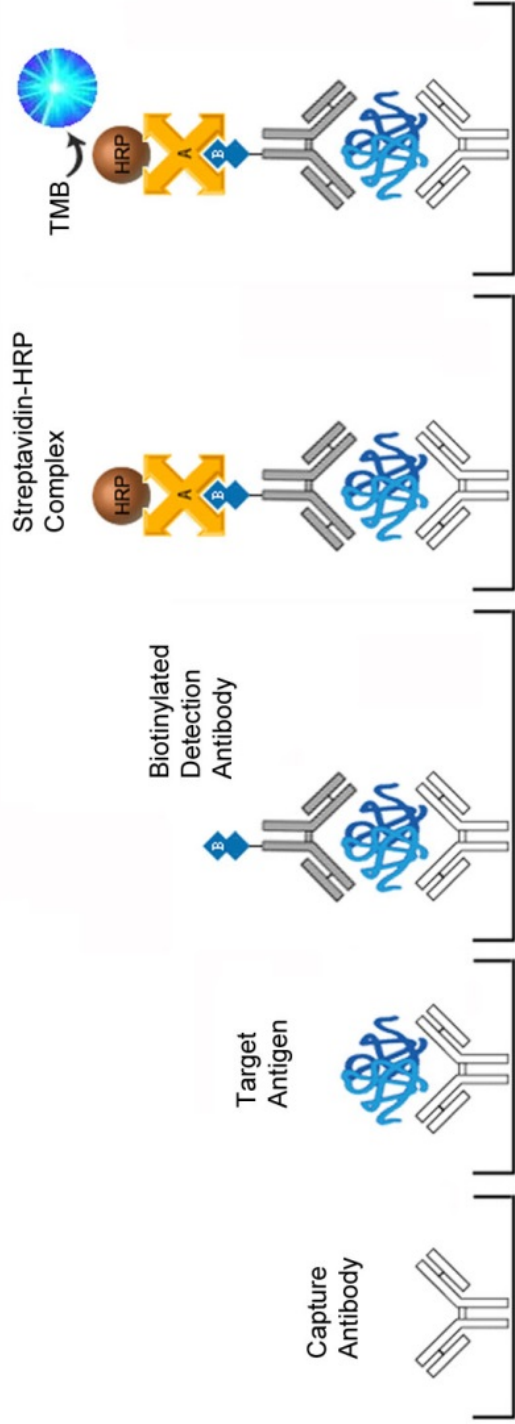 Capture
Antibody
Target
Antigen
Biotinylated
Detection
Antibody
B
Streptavidin-HRP
Complex
HRP
A
B
TMB
HRP
A
B